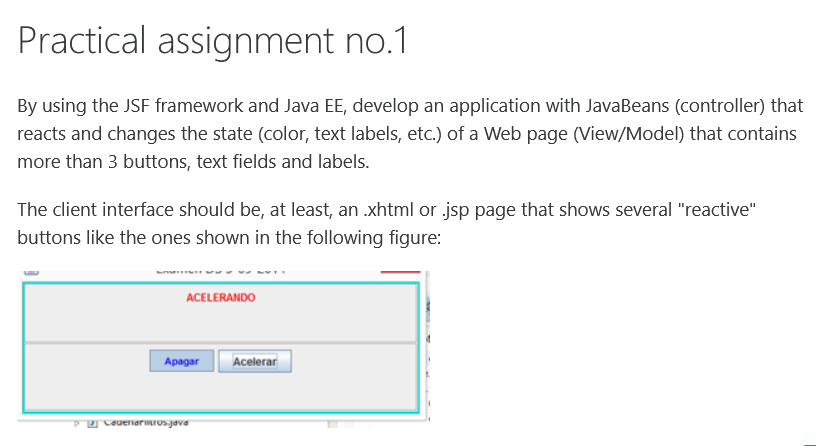 Practical assignment no.1
By using the JSF framework and Java EE, develop an application with JavaBeans (controller) that
reacts and changes the state (color, text labels, etc.) of a Web page (View/Model) that contains
more than 3 buttons, text fields and labels.
The client interface should be, at least, an .xhtml or .jsp page that shows several "reactive"
buttons like the ones shown in the following figure:
ACELERANDO
Apagar Acelerar
CadenaFiltros.java